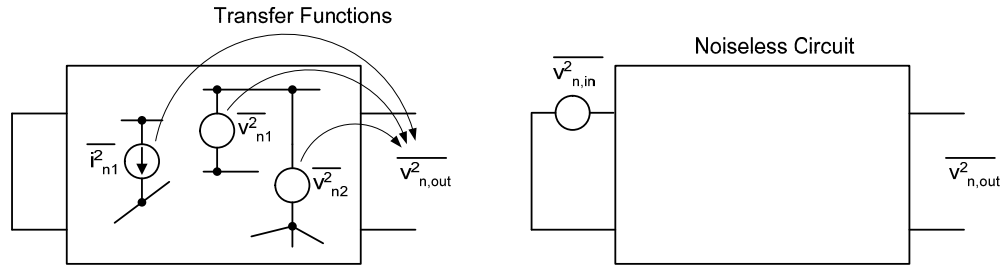 Transfer Functions
Noiseless Circuit
v²n,in
i²n1
v²n1
v²n2
v²n,out
v²n,out